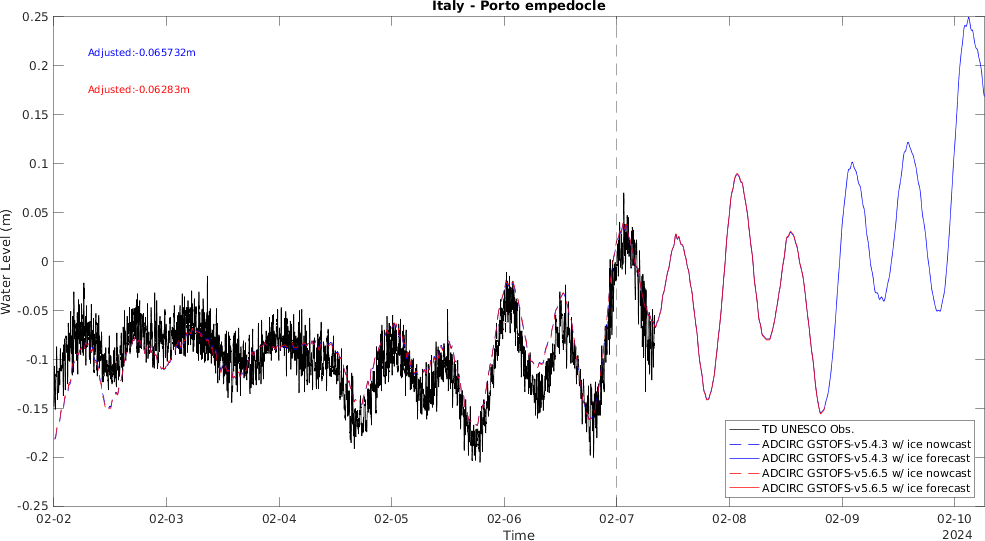 Italy - Porto empedocle
Adjusted:-0.065732m
Adjusted:-0.06283m
Water Level (m)
0.25
0.2
0.15
0.1
0.05
0
-0.05
-0.1
-0.15
-0.2
-0.25
TD UNESCO Obs.
ADCIRC GSTOFS-v5.4.3 w/ ice nowcast
ADCIRC GSTOFS-v5.4.3 w/ ice forecast
ADCIRC GSTOFS-v5.6.5 w/ ice nowcast
ADCIRC GSTOFS-v5.6.5 w/ ice forecast
02-02 02-03 02-04 02-05 02-06 02-07 02-08 02-09 02-10
2024
Time